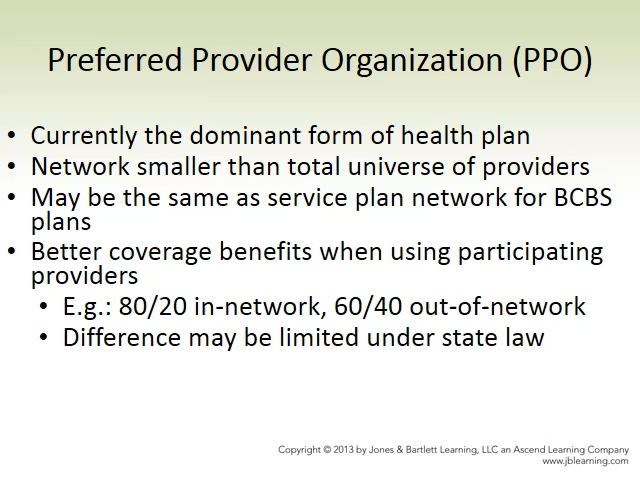 Preferred Provider Organization (PPO)
• Currently the dominant form of health plan
• Network smaller than total universe of providers
• May be the same as service plan network for BCBS
plans
• Better coverage benefits when using participating
providers
• E.g.: 80/20 in-network, 60/40 out-of-network
• Difference may be limited under state law
Copyright © 2013 by Jones & Bartlett Learning, LLC an Ascend Learning Company
www.jblearning.com